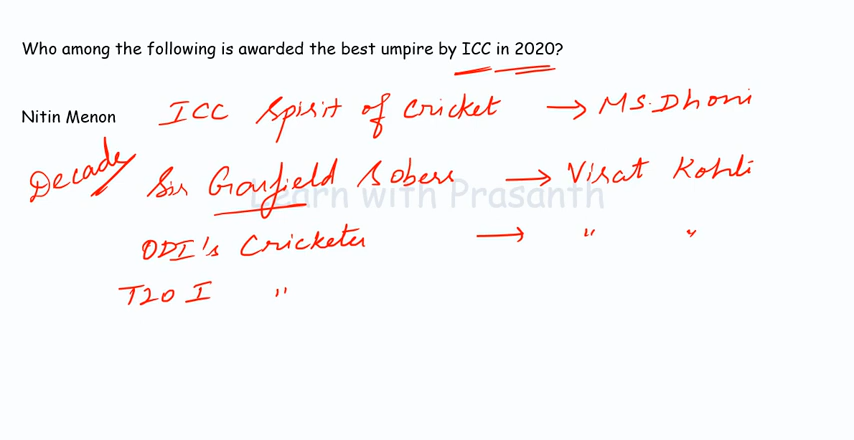 Who among the following is awarded the best umpire by ICC in 2020?
Nitin Menon
ICC Spirit of Cricket → MS.Dhoni
Decade
Sir Garfield Sobers → Virat Kohli
Learn with Prasanth
ODI's Cricketer → " "
T20 I "